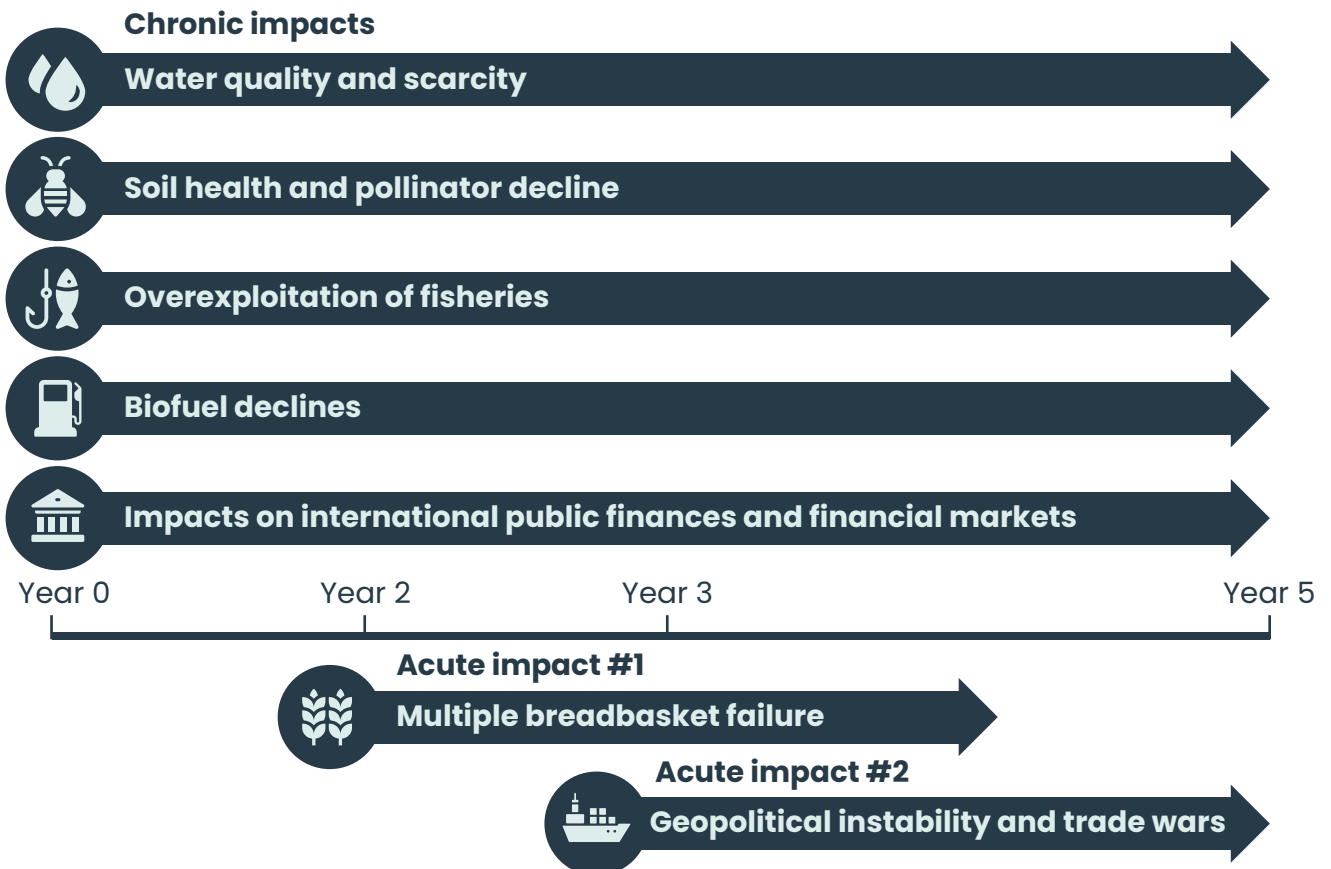 Chronic impacts
Water quality and scarcity
Soil health and pollinator decline
Overexploitation of fisheries
Biofuel declines
Impacts on international public finances and financial markets
Year 0 Year 2 Year 3 Year 5
Acute impact #1
Multiple breadbasket failure
Acute impact #2
Geopolitical instability and trade wars